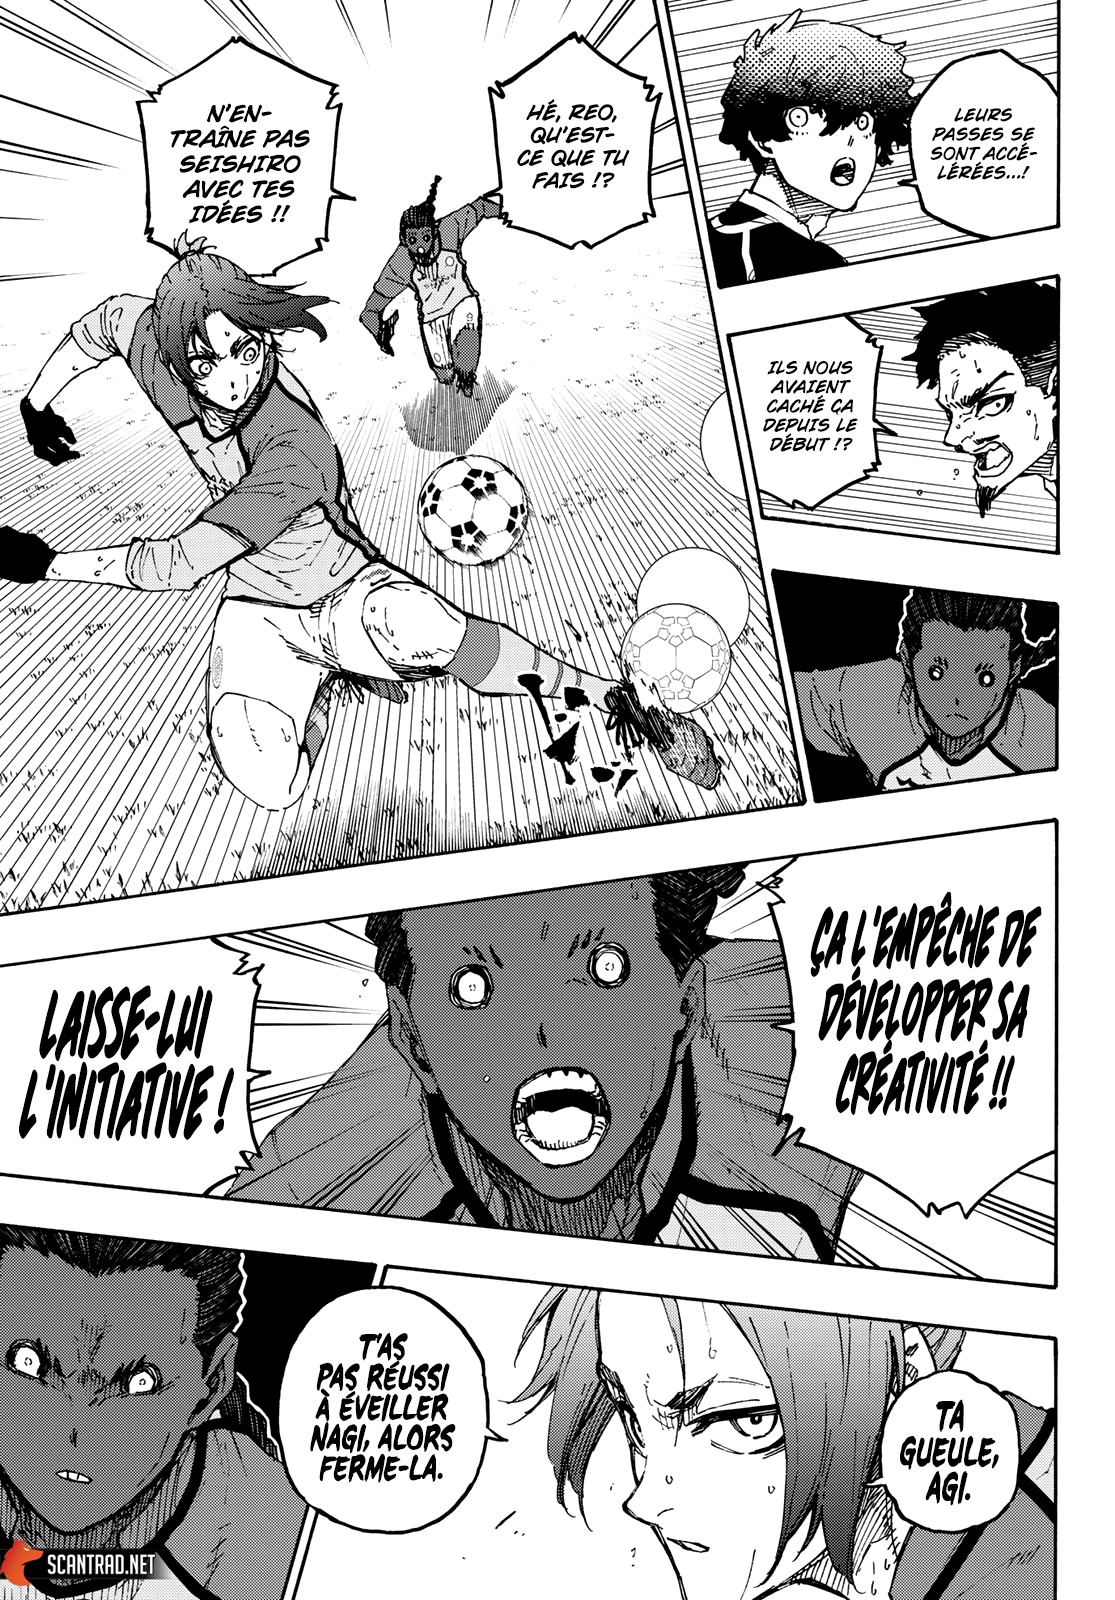 LEURS
PASSES SE
SONT ACCÉ-
LÉRÉES...!
ILS NOUS
AVAIENT
CACHÉ ÇA
DEPUIS LE
DÉBUT !?
HÉ, REO,
QU'EST-
CE QUE TU
FAIS !?
N'EN-
TRAÎNE PAS
SEISHIRO
AVEC TES
IDÉES !!
ÇA L'EMPÊCHE DE
DÉVELOPPER SA
CRÉATIVITÉ !!
LAISSE-LUI
L'INITIATIVE !
TA
GUEULE,
AGI.
T'AS
PAS RÉUSSI
À ÉVEILLER
NAGI, ALORS
FERME-LA.
SCANTRAD.NET